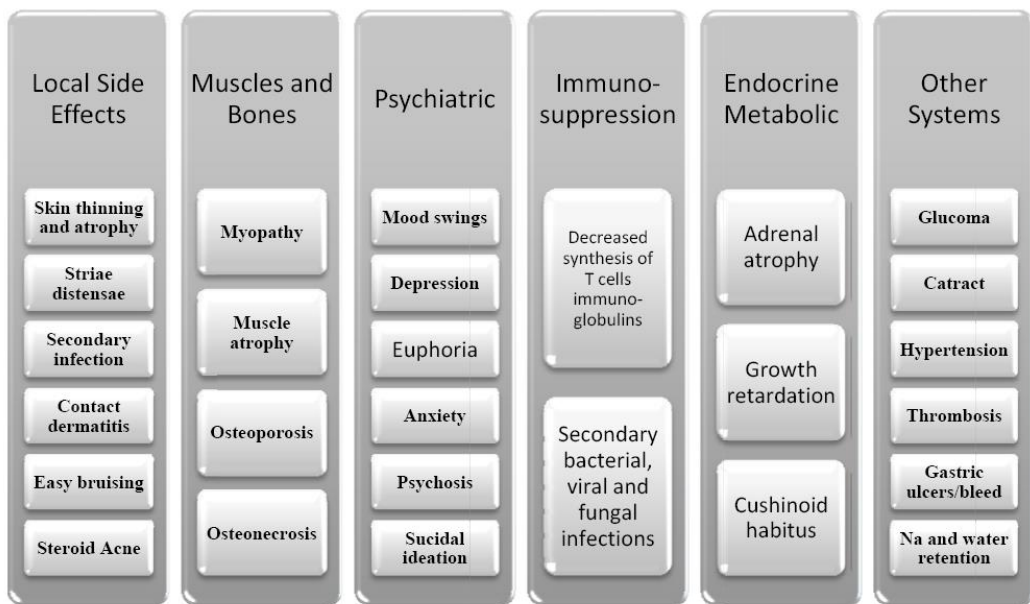 Local Side
Effects
Skin thinning
and atrophy
Striae
distensae
Secondary
infection
Contact
dermatitis
Easy bruising
Steroid Acne
Muscles and
Bones
Myopathy
Muscle
atrophy
Osteoporosis
Osteonecrosis
Psychiatric
Mood swings
Depression
Euphoria
Anxiety
Psychosis
Sucidal
ideation
Immuno-
suppression
Decreased
synthesis of
T cells
immuno-
globulins
Secondary
bacterial,
viral and
fungal
infections
Endocrine
Metabolic
Adrenal
atrophy
Growth
retardation
Cushinoid
habitus
Other
Systems
Glucoma
Catract
Hypertension
Thrombosis
Gastric
ulcers/bleed
Na and water
retention